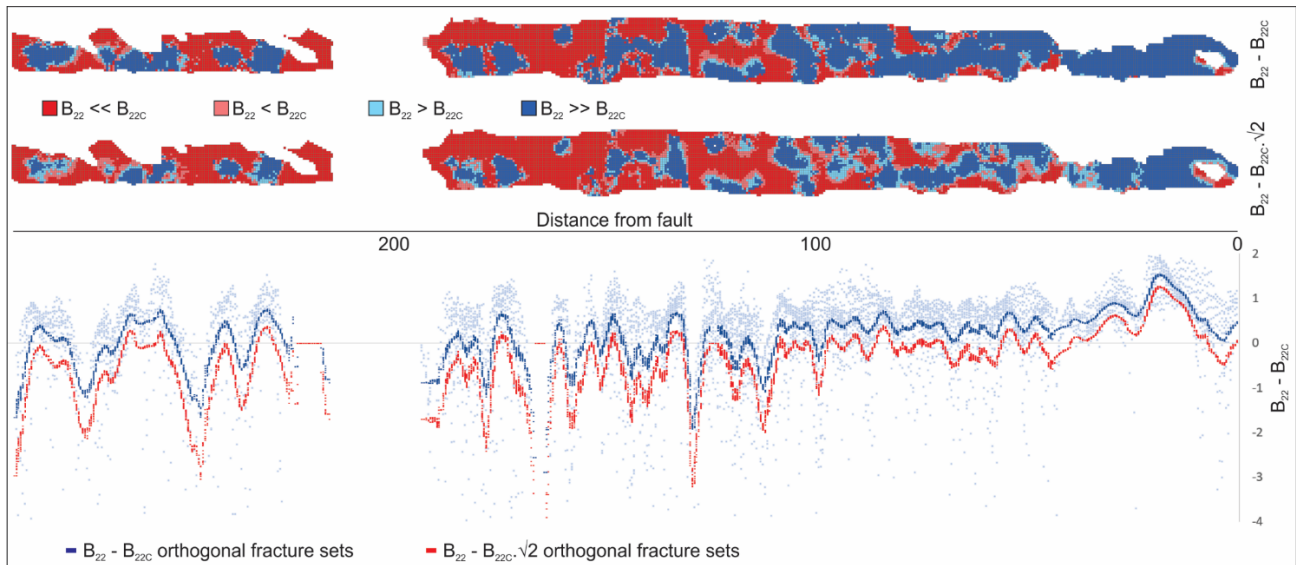 B₂₂ - B₂₂C
B₂₂ << B₂₂C
B₂₂ < B₂₂C
B₂₂ > B₂₂C
B₂₂ >> B₂₂C
B₂₂ - B₂₂C.√2
Distance from fault
200
100
0
2
1
0
-1
-2
-3
-4
B₂₂ - B₂₂C
B₂₂ - B₂₂C orthogonal fracture sets
B₂₂ - B₂₂C.√2 orthogonal fracture sets